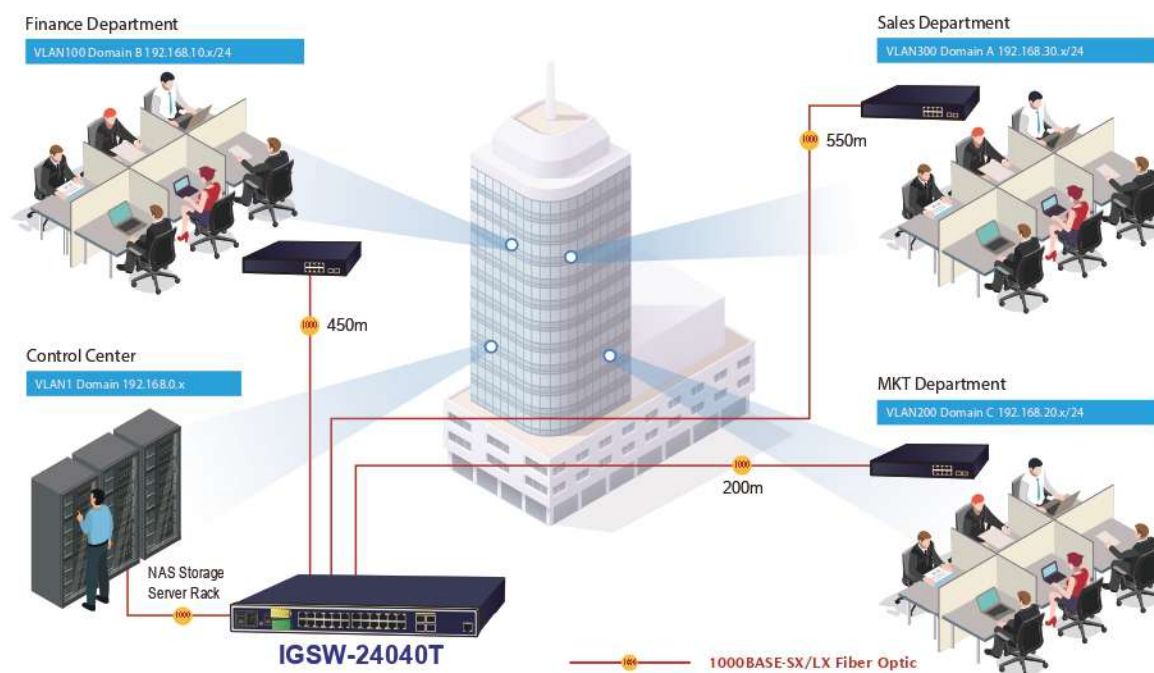 Finance Department
VLAN100 Domain B 192.168.10.x/24
Sales Department
VLAN300 Domain A 192.168.30.x/24
1000
550m
1000
450m
Control Center
VLAN1 Domain 192.168.0.x
MKT Department
VLAN200 Domain C 192.168.20.x/24
1000
200m
NAS Storage
Server Rack
1000
IGSW-24040T
1000BASE-SX/LX Fiber Optic